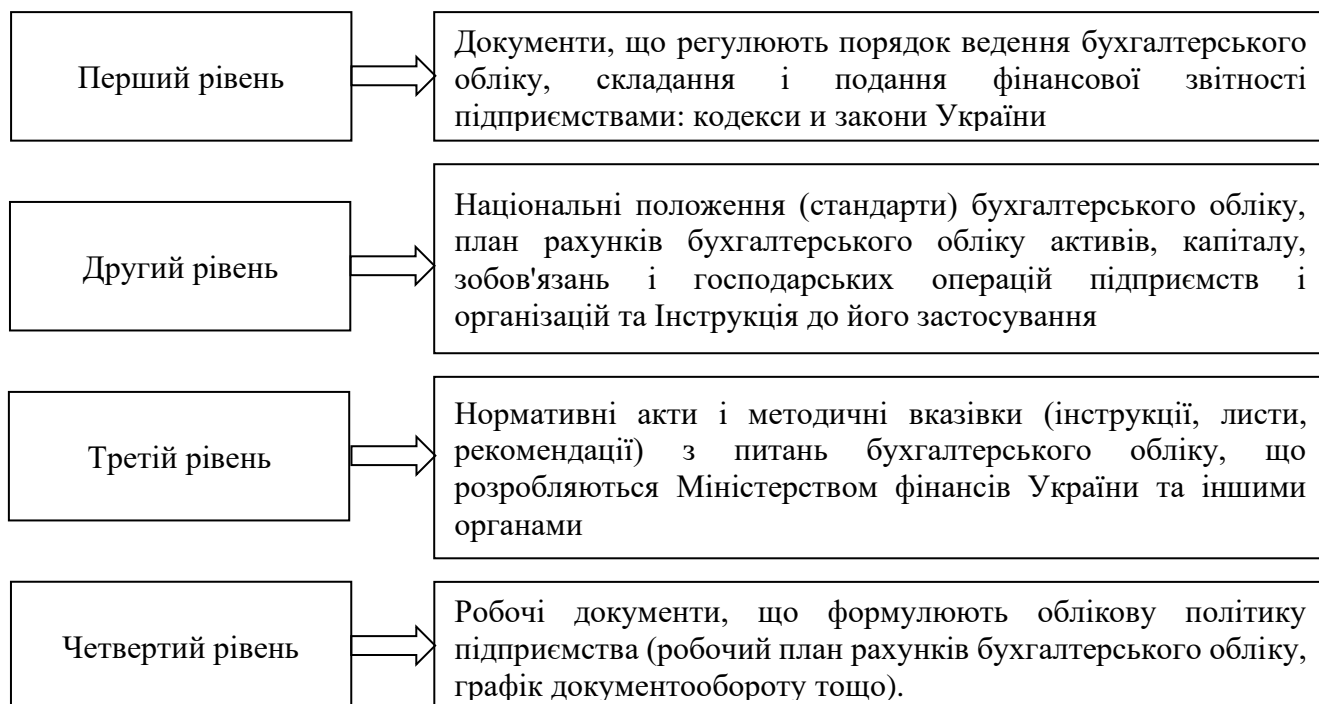 Перший рівень
Документи, що регулюють порядок ведення бухгалтерського
обліку, складання і подання фінансової звітності
підприємствами: кодекси и закони України
Другий рівень
Національні положення (стандарти) бухгалтерського обліку,
план рахунків бухгалтерського обліку активів, капіталу,
зобов'язань і господарських операцій підприємств і
організацій та Інструкція до його застосування
Третій рівень
Нормативні акти і методичні вказівки (інструкції, листи,
рекомендації) з питань бухгалтерського обліку, що
розробляються Міністерством фінансів України та іншими
органами
Четвертий рівень
Робочі документи, що формулюють облікову політику
підприємства (робочий план рахунків бухгалтерського обліку,
графік документообороту тощо).